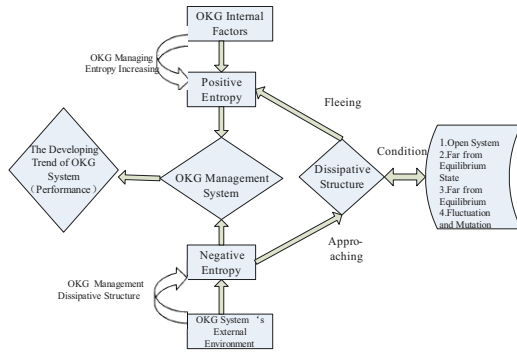 OKG Internal
Factors
OKG Managing
Entropy Increasing
Positive
Entropy
Fleeing
The Developing
Trend of OKG
System
（Performance）
OKG Management
System
Dissipative
Structure
Condition
1.Open System
2.Far from
Equilibrium
State
3.Far from
Equilibrium
4.Fluctuation
and Mutation
Negative
Entropy
Appro-
aching
OKG Management
Dissipative Structure
OKG System‘s
External
Environment